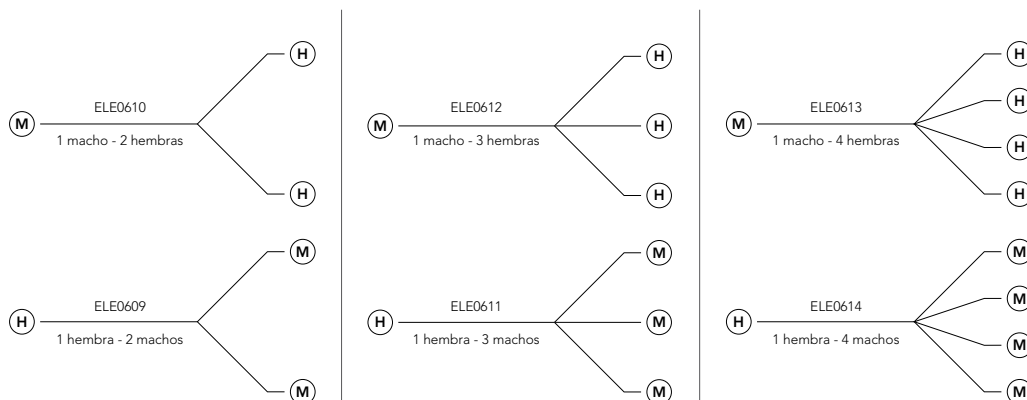 H
ELE0610
M
1 macho - 2 hembras
H
M
ELE0609
H
1 hembra - 2 machos
M
H
ELE0612
M
H
1 macho - 3 hembras
H
M
ELE0611
H
M
1 hembra - 3 machos
M
H
H
ELE0613
M
1 macho - 4 hembras
H
H
M
M
ELE0614
H
1 hembra - 4 machos
M
M